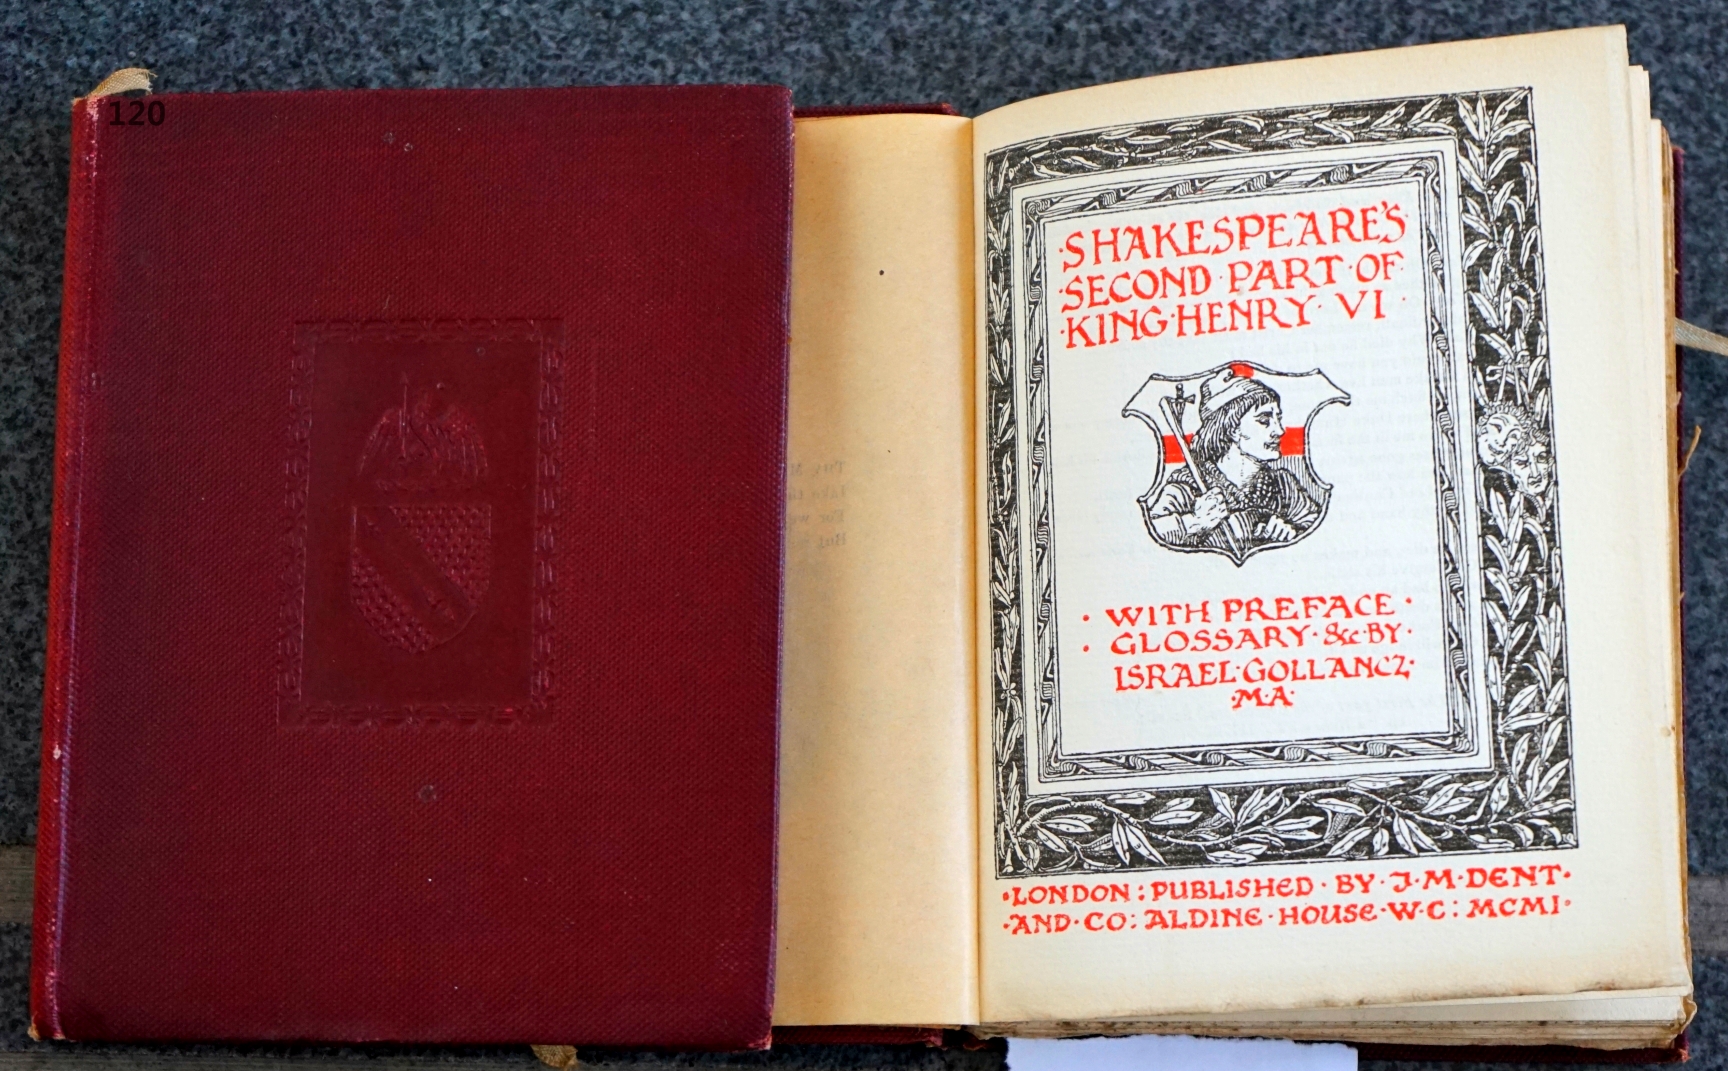 120
·SHAKESPEARE'S
·SECOND·PART·OF
·KING·HENRY·VI·
·WITH PREFACE·
·GLOSSARY·&c·BY·
ISRAEL·GOLLANCZ·
·M·A·
·LONDON:PUBLISHED·BY·J·M·DENT·
·AND·CO:ALDINE·HOUSE·W·C:MCMI·